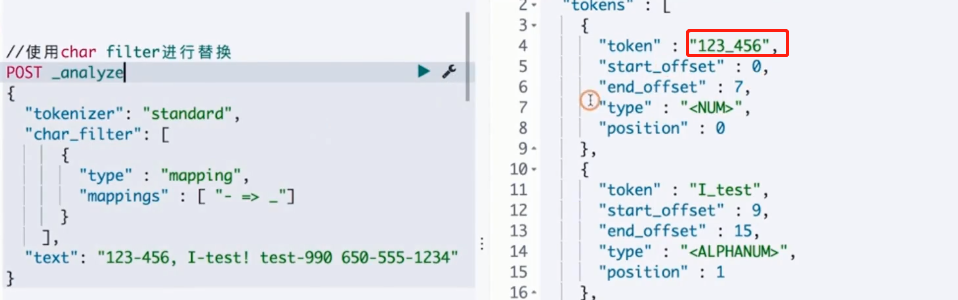 //使用char filter进行替换
POST _analyze
{
"tokenizer": "standard",
"char_filter": [
{
"type" : "mapping",
"mappings" : [ "- => _"]
}
],
"text": "123-456, I-test! test-990 650-555-1234"
}
2 "tokens" : [
3 {
4 "token" : "123_456",
5 "start_offset" : 0,
6 "end_offset" : 7,
7 "type" : "<NUM>",
8 "position" : 0
9 },
10 {
11 "token" : "I_test",
12 "start_offset" : 9,
13 "end_offset" : 15,
14 "type" : "<ALPHANUM>",
15 "position" : 1
16 },